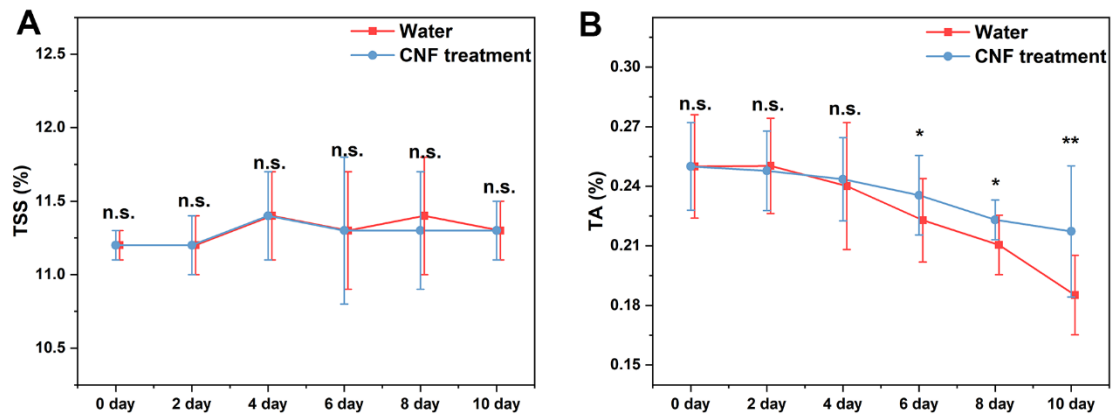 A
Water
CNF treatment
TSS (%)
12.5
12.0
11.5
11.0
10.5
n.s.
n.s.
n.s.
n.s.
n.s.
n.s.
0 day
2 day
4 day
6 day
8 day
10 day
B
Water
CNF treatment
TA (%)
0.30
0.27
0.24
0.21
0.18
0.15
n.s.
n.s.
n.s.
*
*
**
0 day
2 day
4 day
6 day
8 day
10 day